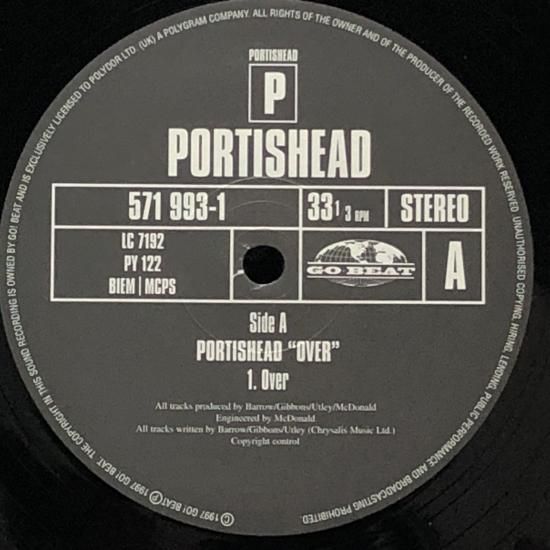 PORTISHEAD
P
PORTISHEAD
571 993-1
33 1 3 RPM
STEREO
LC 7192
PY 122
BIEM | MCPS
GO BEAT
A
Side A
PORTISHEAD "OVER"
1. Over
All tracks produced by Barrow/Gibbons/Utley/McDonald
Engineered by McDonald
All tracks written by Barrow/Gibbons/Utley (Chrysalis Music Ltd.)
Copyright control
Ⓒ 1997 GO! BEAT Ⓟ 1997 GO! BEAT. THE COPYRIGHT IN THIS SOUND RECORDING IS OWNED BY GO! BEAT AND IS EXCLUSIVELY LICENSED TO POLYDOR LTD. (UK) A POLYGRAM COMPANY. ALL RIGHTS OF THE OWNER AND OF THE PRODUCER OF THE RECORDED WORK RESERVED. UNAUTHORISED COPYING, HIRING, LENDING, PUBLIC PERFORMANCE AND BROADCASTING PROHIBITED.